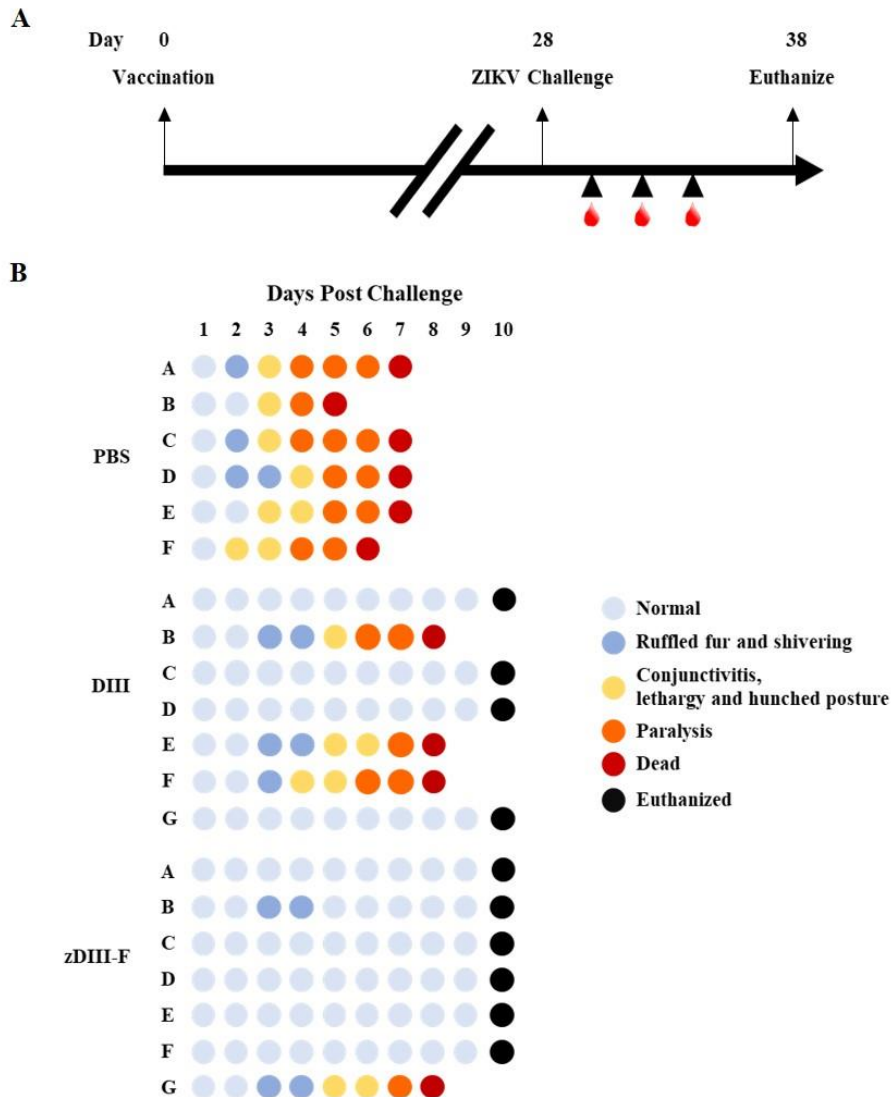 A
Day 0 28 38
Vaccination ZIKV Challenge Euthanize
B
Days Post Challenge
1 2 3 4 5 6 7 8 9 10
A
B
C
PBS
D
E
F
A
B
C
DIII
D
E
F
G
Normal
Ruffled fur and shivering
Conjunctivitis,
lethargy and hunched posture
Paralysis
Dead
Euthanized
A
B
C
zDIII-F
D
E
F
G